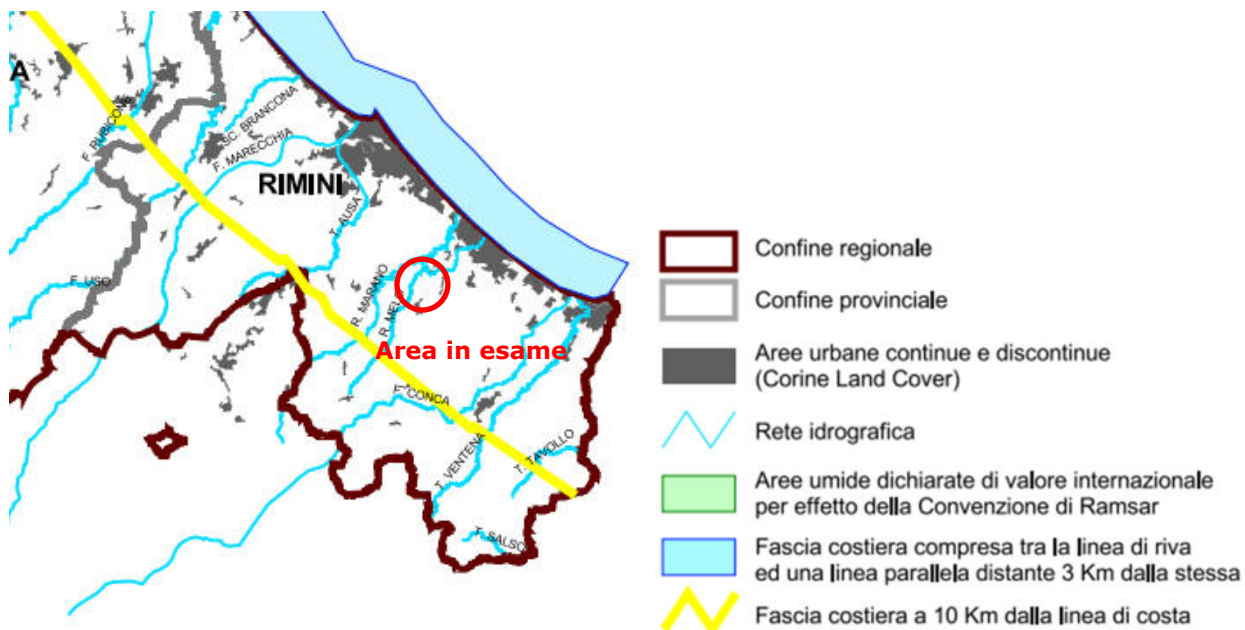 A
F. RUBICONE
SC. BRANCONA
F. MARECCHIA
RIMINI
T. AUSA
F. USO
R. MARANO
R. MEL
Area in esame
F. CONCA
T. VENTENA
T. TAVOLLO
T. SALSO
Confine regionale
Confine provinciale
Aree urbane continue e discontinue
(Corine Land Cover)
Rete idrografica
Aree umide dichiarate di valore internazionale
per effetto della Convenzione di Ramsar
Fascia costiera compresa tra la linea di riva
ed una linea parallela distante 3 Km dalla stessa
Fascia costiera a 10 Km dalla linea di costa